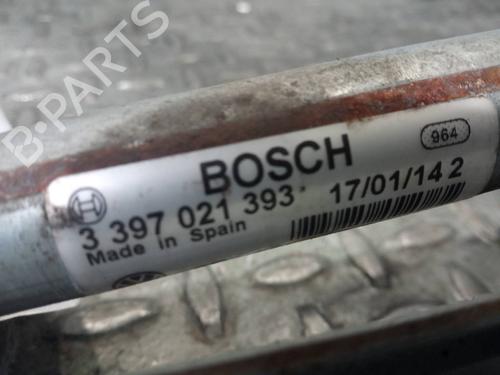 B-PARTS
964
BOSCH
3 397 021 393
17/01/14 2
Made in Spain